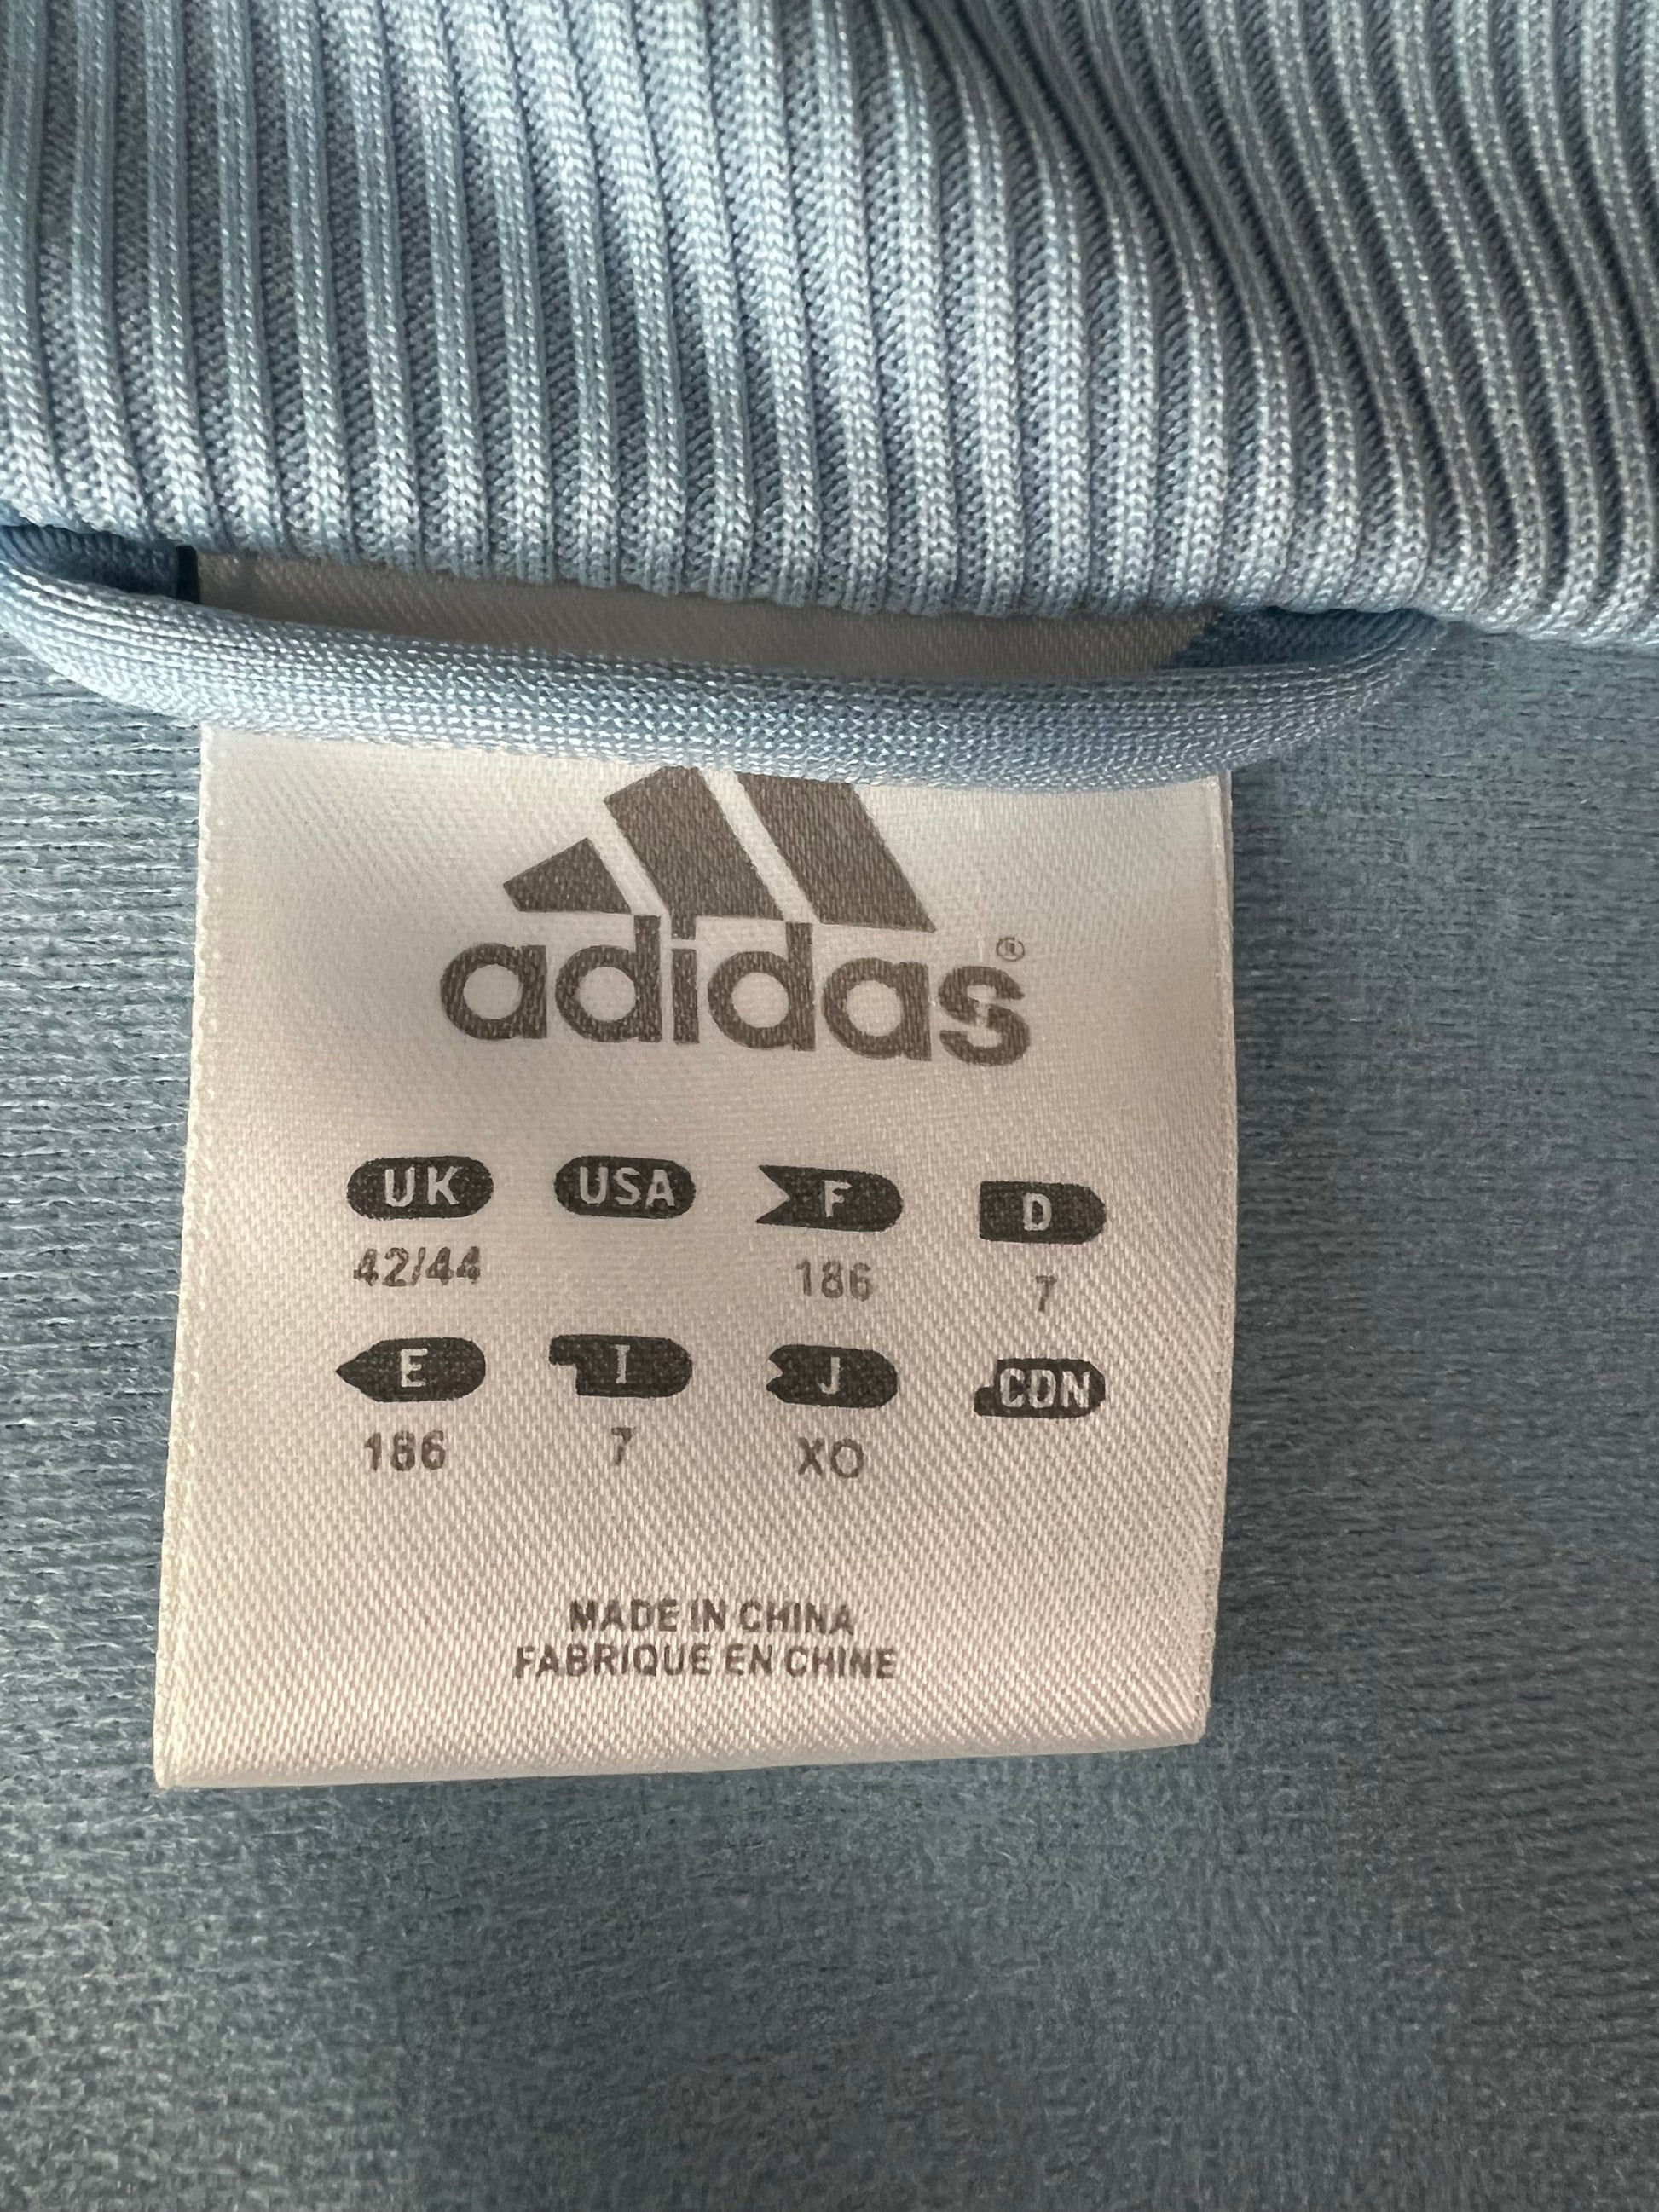 adidas®
UK USA F D
42/44 186 7
E I J CDN
186 7 XO
MADE IN CHINA
FABRIQUE EN CHINE